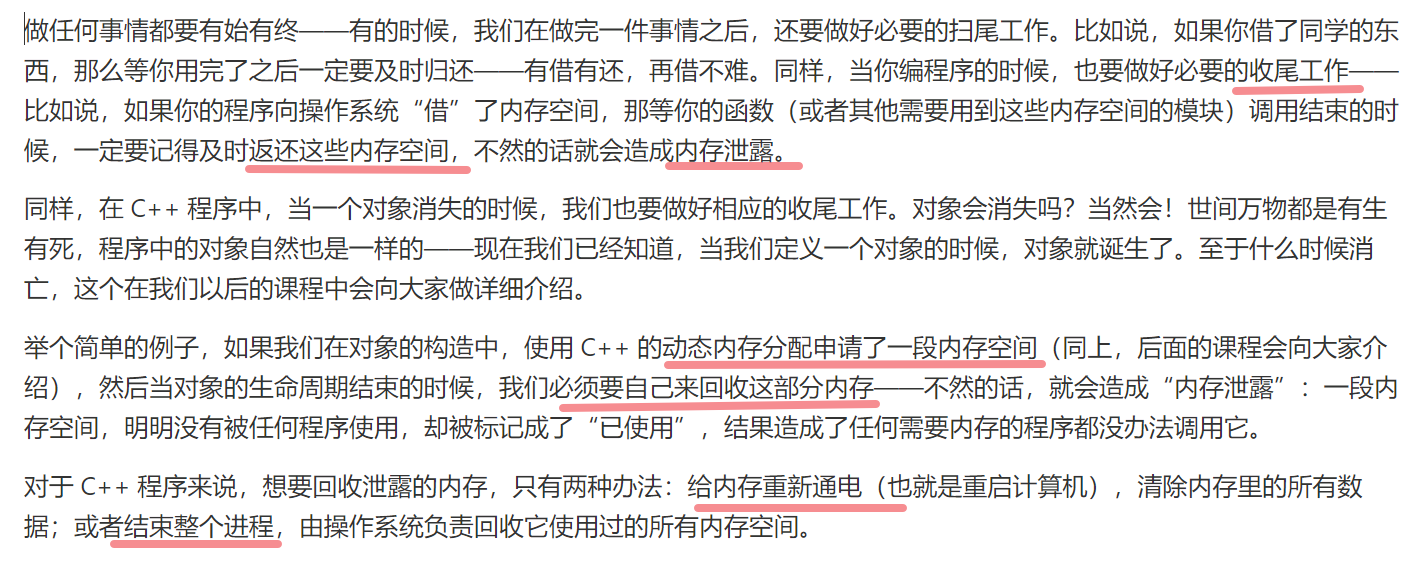 做任何事情都要有始有终——有的时候，我们在做完一件事情之后，还要做好必要的扫尾工作。比如说，如果你借了同学的东
西，那么等你用完了之后一定要及时归还——有借有还，再借不难。同样，当你编程序的时候，也要做好必要的收尾工作——
比如说，如果你的程序向操作系统“借”了内存空间，那等你的函数（或者其他需要用到这些内存空间的模块）调用结束的时
候，一定要记得及时返还这些内存空间，不然的话就会造成内存泄露。
同样，在 C++ 程序中，当一个对象消失的时候，我们也要做好相应的收尾工作。对象会消失吗？当然会！世间万物都是有生
有死，程序中的对象自然也是一样的——现在我们已经知道，当我们定义一个对象的时候，对象就诞生了。至于什么时候消
亡，这个在我们以后的课程中会向大家做详细介绍。
举个简单的例子，如果我们在对象的构造中，使用 C++ 的动态内存分配申请了一段内存空间（同上，后面的课程会向大家介
绍），然后当对象的生命周期结束的时候，我们必须要自己来回收这部分内存——不然的话，就会造成“内存泄露”：一段内
存空间，明明没有被任何程序使用，却被标记成了“已使用”，结果造成了任何需要内存的程序都没办法调用它。
对于 C++ 程序来说，想要回收泄露的内存，只有两种办法：给内存重新通电（也就是重启计算机），清除内存里的所有数
据；或者结束整个进程，由操作系统负责回收它使用过的所有内存空间。